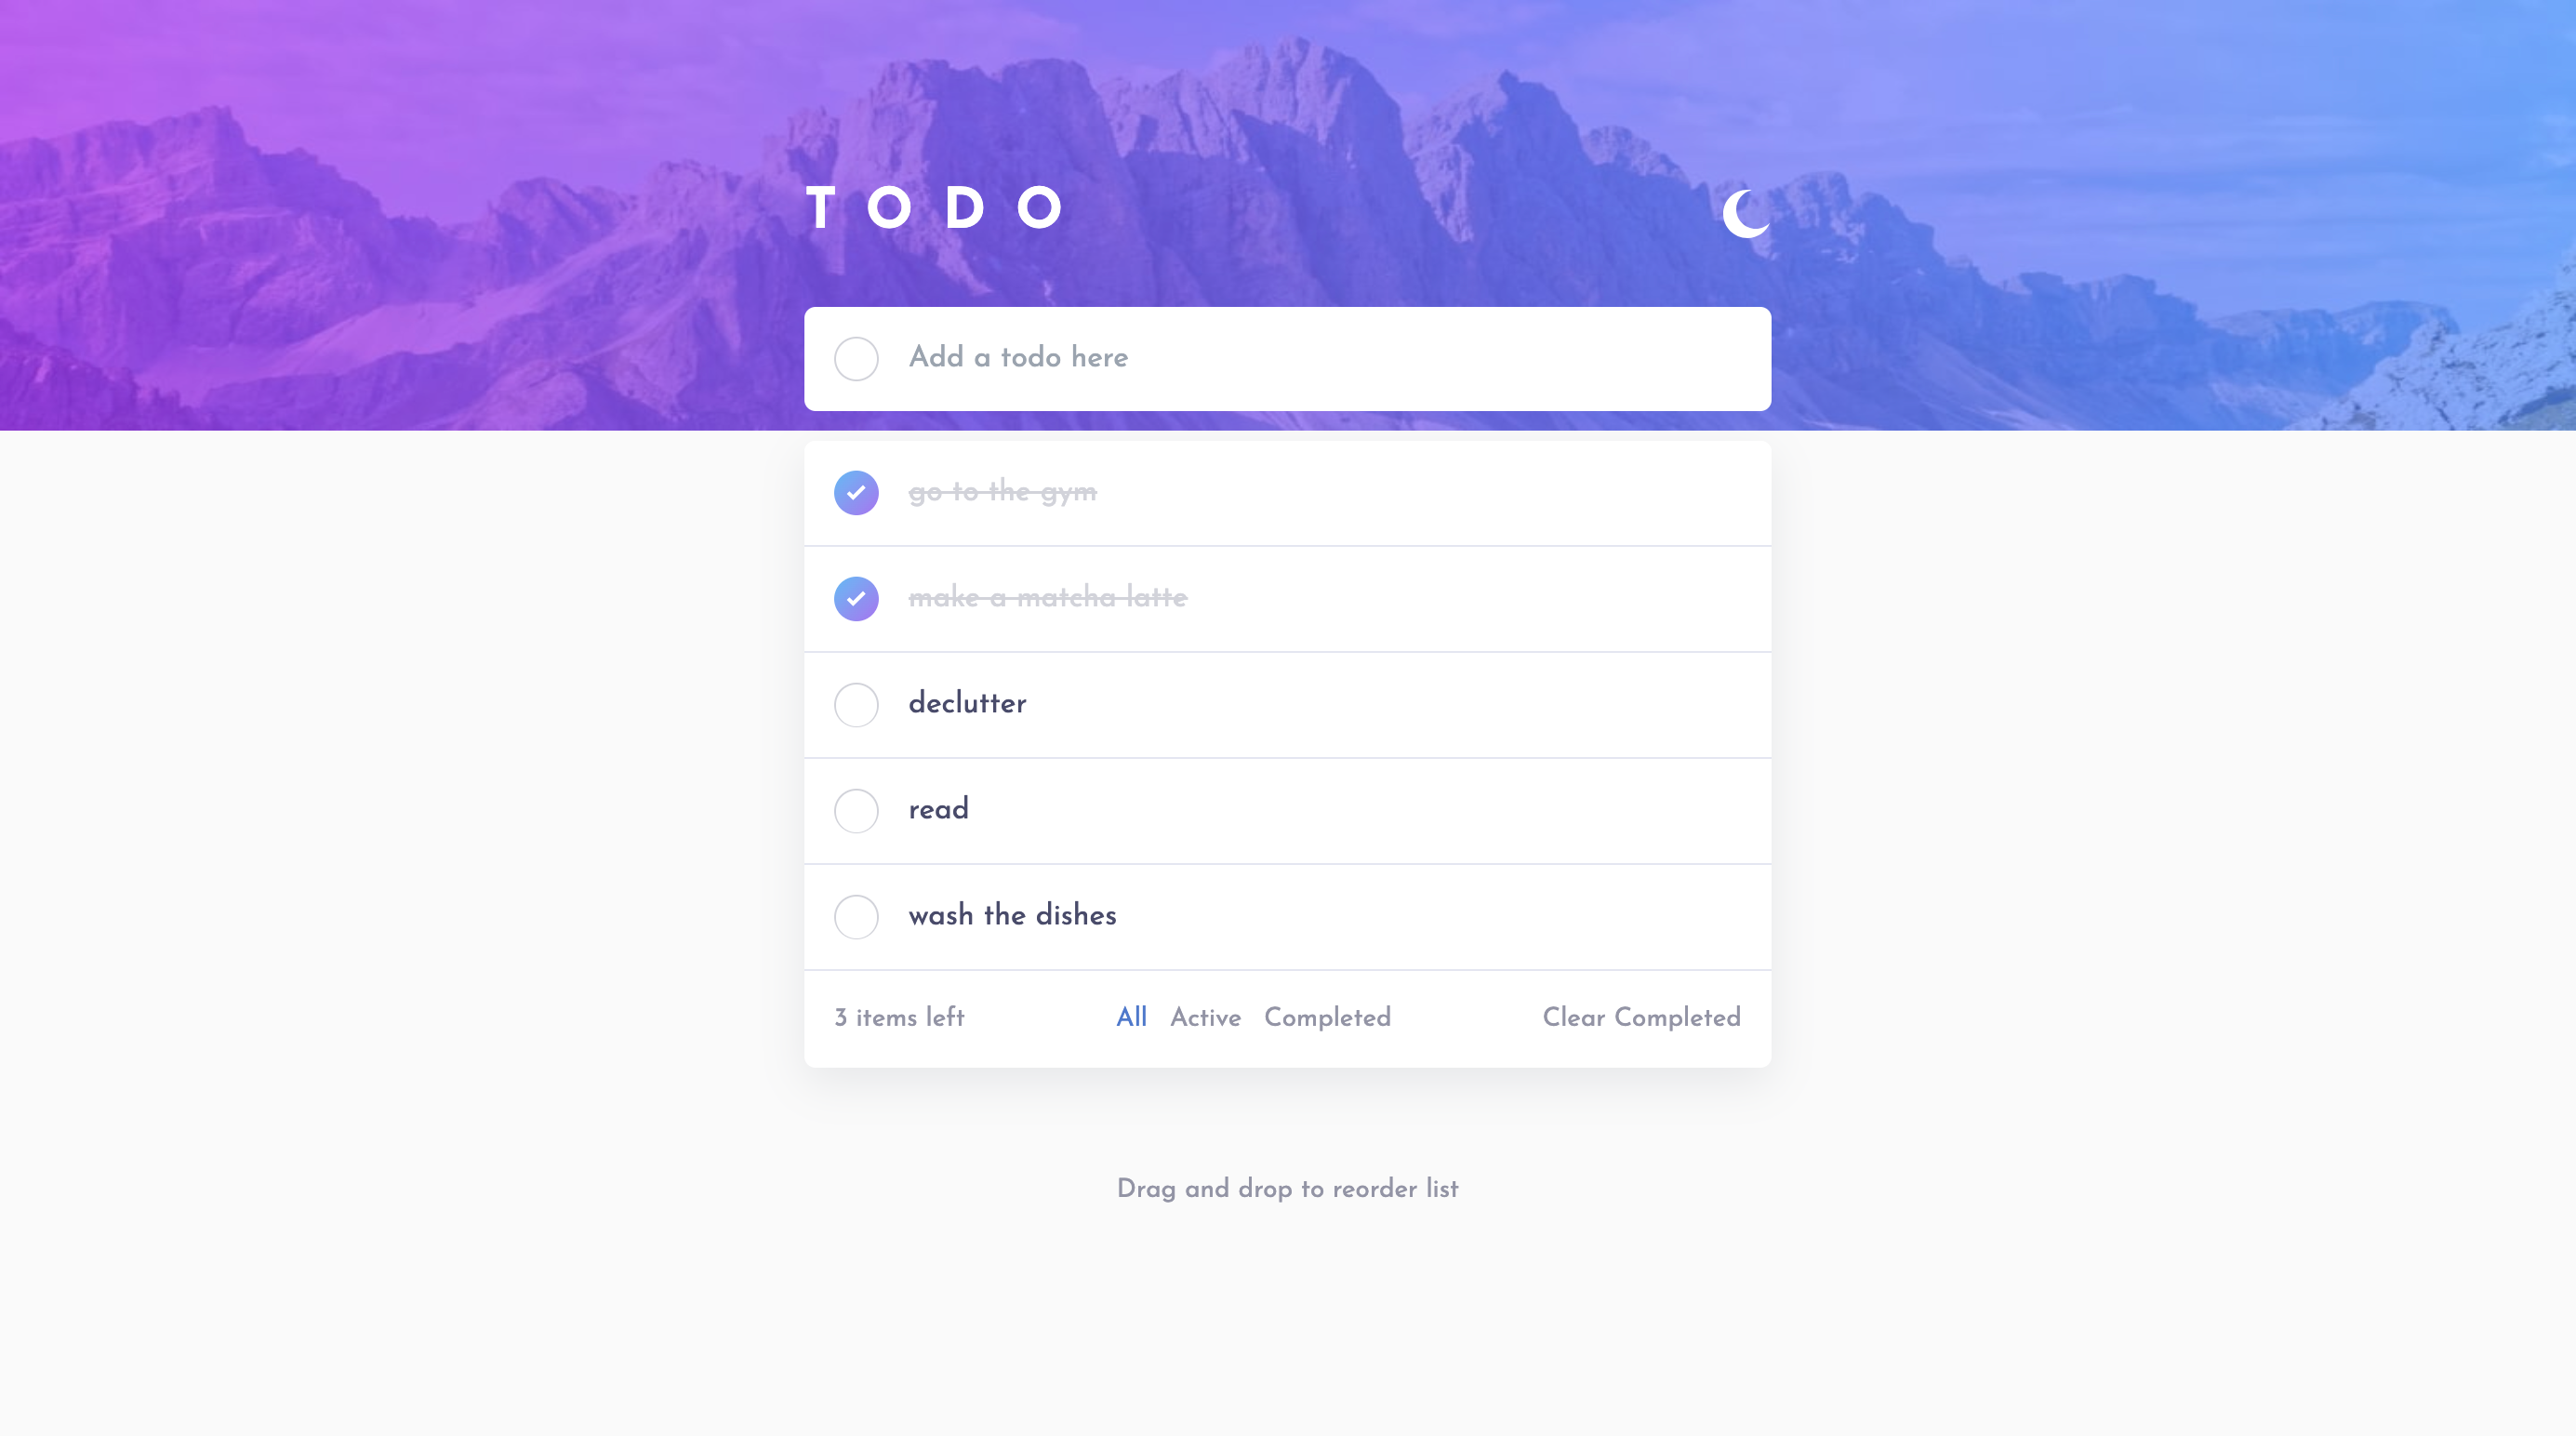 TODO
Add a todo here
go to the gym
make a matcha latte
declutter
read
wash the dishes
3 items left All Active Completed Clear Completed
Drag and drop to reorder list